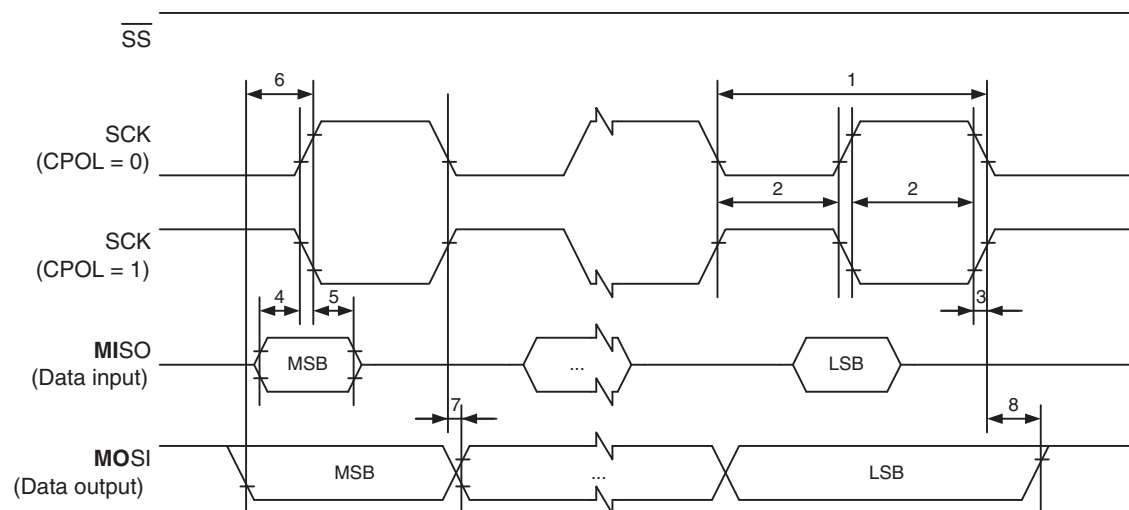 SS
6
1
SCK
(CPOL = 0)
2
2
SCK
(CPOL = 1)
4
5
3
MISO
(Data input)
MSB
...
LSB
7
8
MOSI
(Data output)
MSB
...
LSB